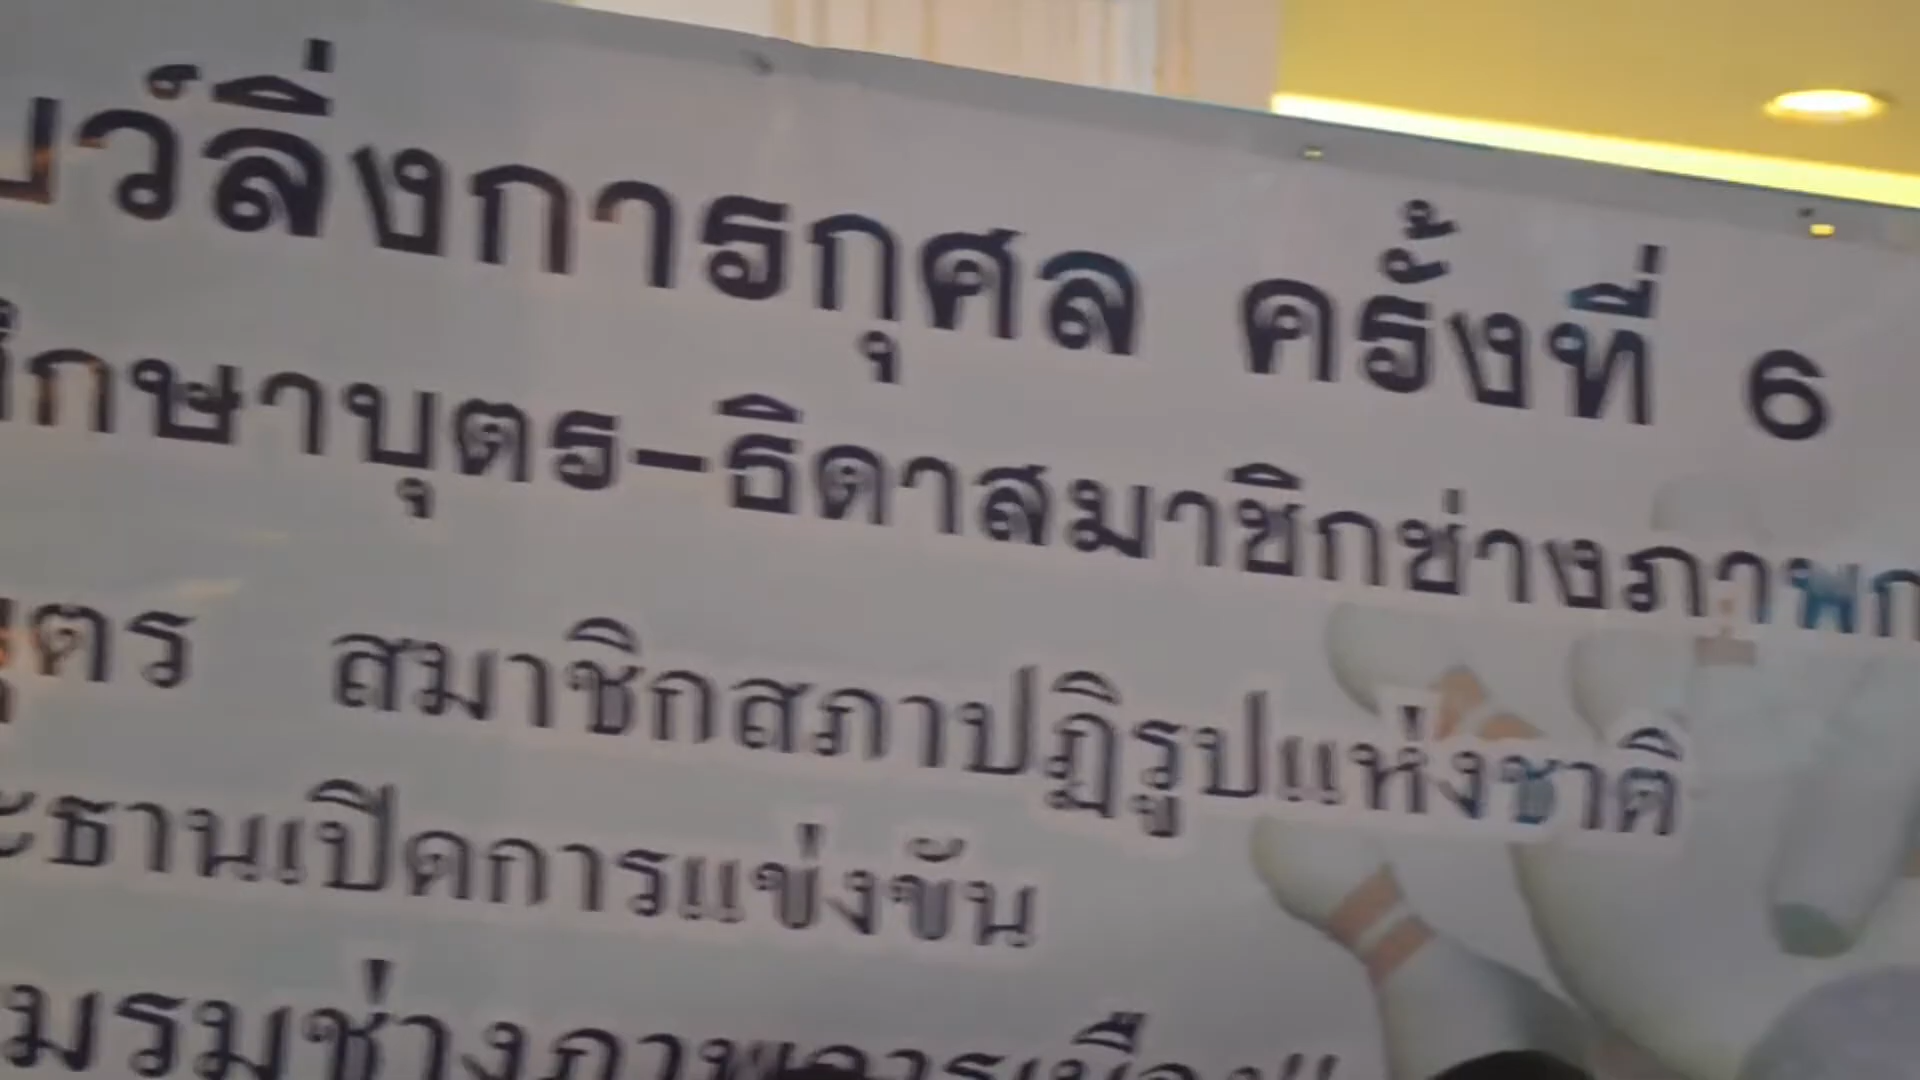 บว์ลิ่งการกุศล ครั้งที่ 6
ศึกษาบุตร-ธิดาสมาชิกช่างภาพก
บุตร สมาชิกสภาปฏิรูปแห่งชาติ
ะธานเปิดการแข่งขัน
มรมช่างภาพการเมือง"